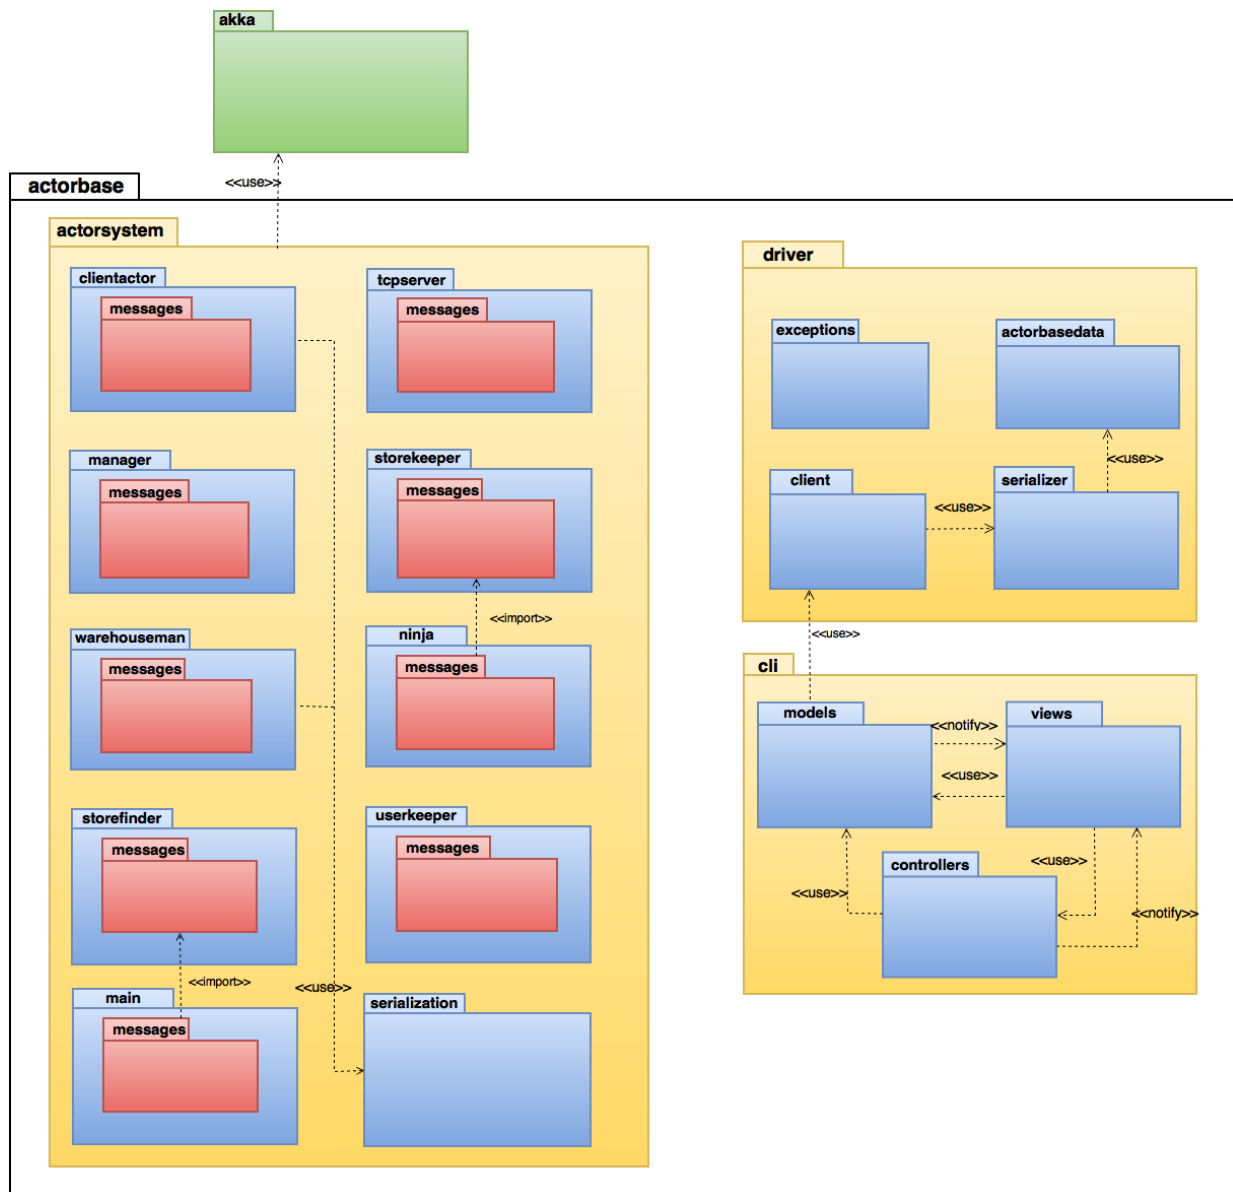 akka
<<use>>
actorbase
actorsystem
clientactor
messages
tcpserver
messages
manager
messages
storekeeper
messages
<<import>>
warehouseman
messages
ninja
messages
storefinder
messages
userkeeper
messages
<<import>>
<<use>>
main
messages
serialization
driver
exceptions
actorbasedata
<<use>>
client
<<use>>
serializer
<<use>>
cli
models
<<notify>>
views
<<use>>
<<use>>
controllers
<<use>>
<<notify>>